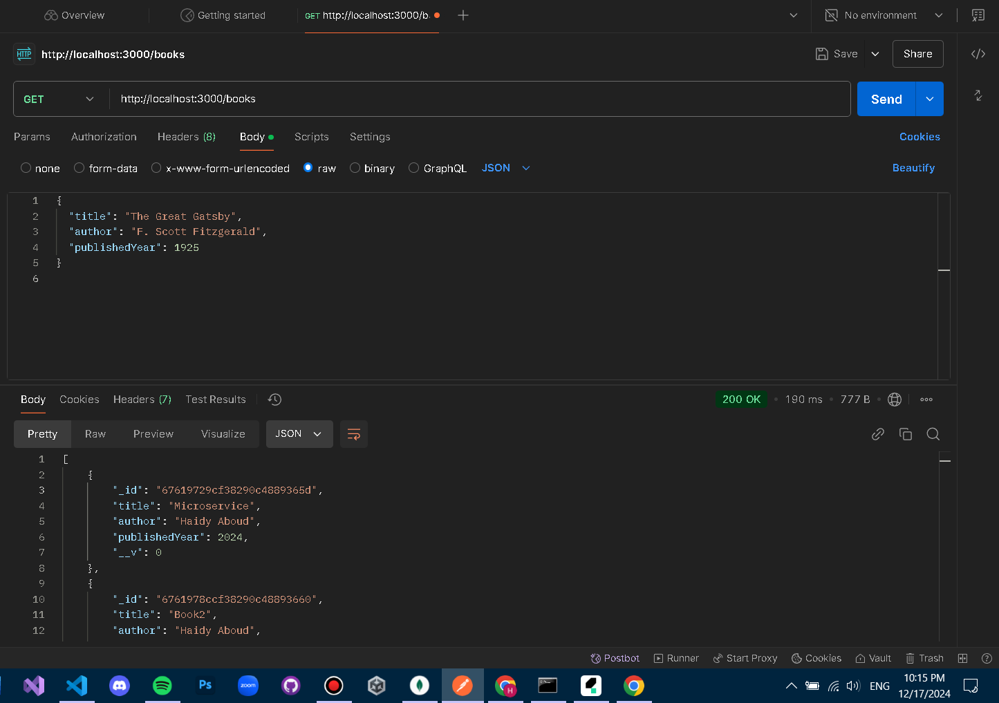 Overview
Getting started
GET http://localhost:3000/b.
No environment
HTTP http://localhost:3000/books
Save
Share
GET
http://localhost:3000/books
Send
Params
Authorization
Headers (8)
Body
Scripts
Settings
Cookies
none
form-data
x-www-form-urlencoded
raw
binary
GraphQL
JSON
Beautify
1 {
2 "title": "The Great Gatsby",
3 "author": "F. Scott Fitzgerald",
4 "publishedYear": 1925
5 }
6
Body
Cookies
Headers (7)
Test Results
200 OK
190 ms
777 B
Pretty
Raw
Preview
Visualize
JSON
1 [
2 {
3 "_id": "67619729cf38290c4889365d",
4 "title": "Microservice",
5 "author": "Haidy Aboud",
6 "publishedYear": 2024,
7 "__v": 0
8 },
9 {
10 "_id": "6761978ccf38290c48893660",
11 "title": "Book2",
12 "author": "Haidy Aboud",
Postbot
Runner
Start Proxy
Cookies
Vault
Trash
Ps
zoom
H
ENG
10:15 PM
12/17/2024